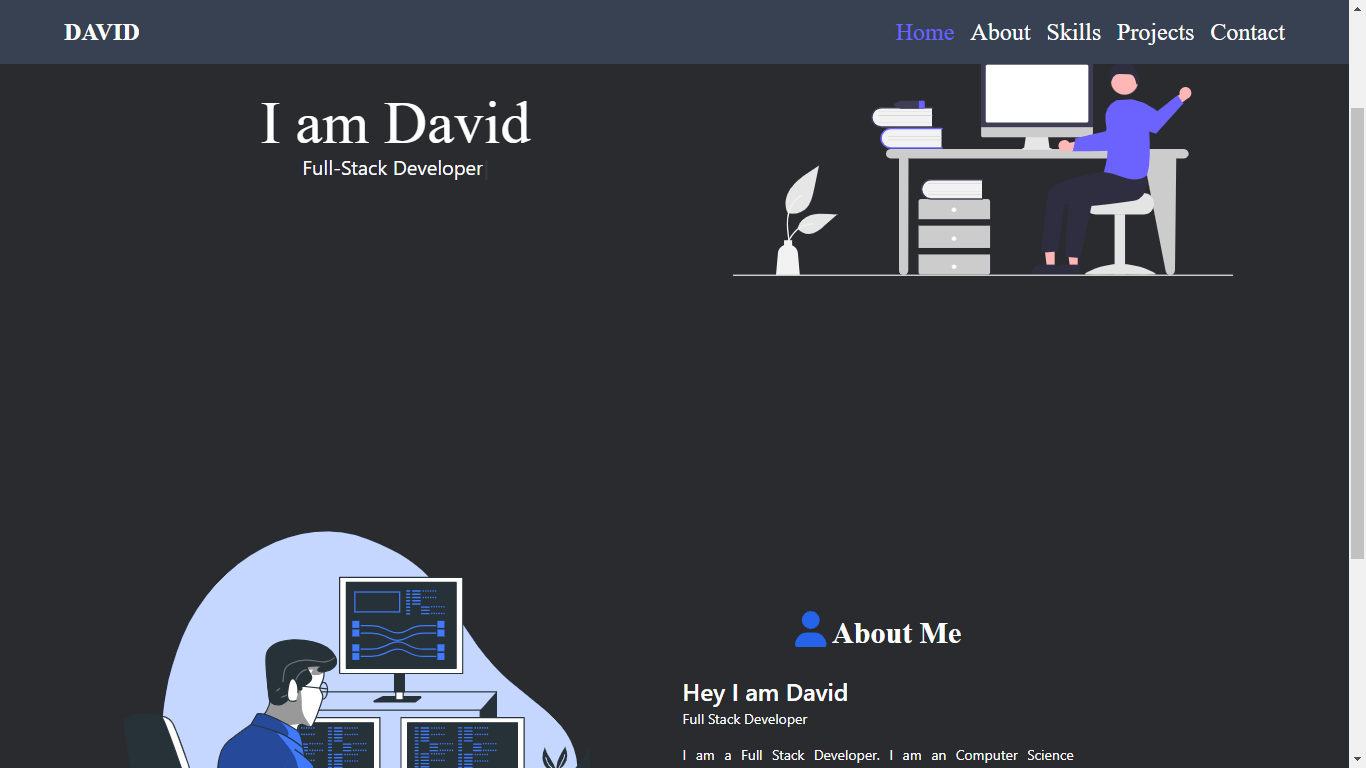 DAVID
Home About Skills Projects Contact
I am David
Full-Stack Developer
About Me
Hey I am David
Full Stack Developer
I am a Full Stack Developer. I am an Computer Science